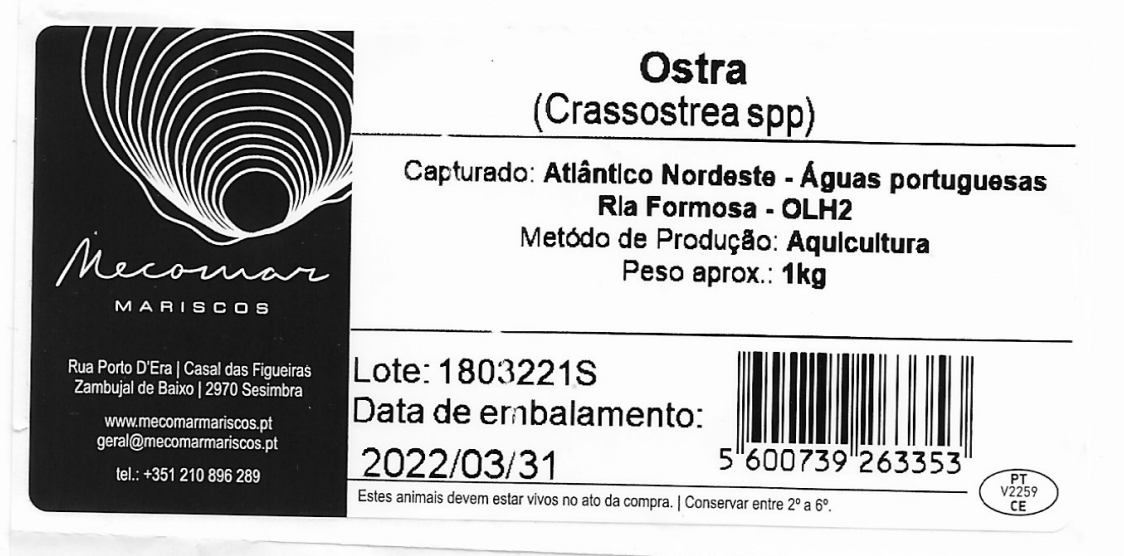 Mecomar
MARISCOS
Rua Porto D'Era | Casal das Figueiras
Zambujal de Baixo | 2970 Sesimbra
www.mecomarmariscos.pt
geral@mecomarmariscos.pt
tel.: +351 210 896 289
Ostra
(Crassostrea spp)
Capturado: Atlântico Nordeste - Águas portuguesas
Ria Formosa - OLH2
Metódo de Produção: Aquicultura
Peso aprox.: 1kg
Lote: 1803221S
Data de embalamento:
2022/03/31
5 600739 263353
Estes animais devem estar vivos no ato da compra. | Conservar entre 2º a 6º.
PT
V2259
CE